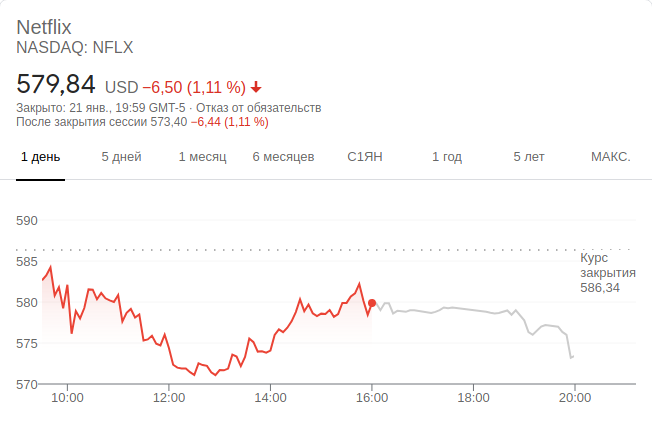 Netflix
NASDAQ: NFLX
579,84 USD −6,50 (1,11 %)
Закрыто: 21 янв., 19:59 GMT-5 · Отказ от обязательств
После закрытия сессии 573,40 −6,44 (1,11 %)
1 день 5 дней 1 месяц 6 месяцев С1ЯН 1 год 5 лет МАКС.
590
585
580
575
570
Курс
закрытия
586,34
10:00 12:00 14:00 16:00 18:00 20:00